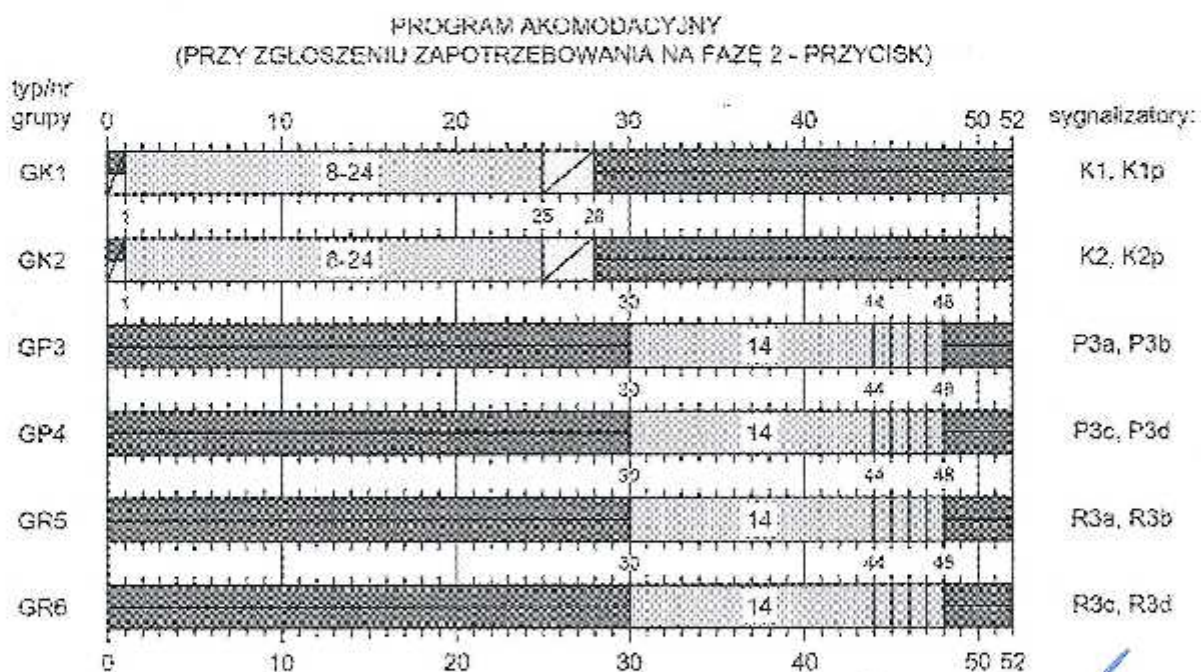 PROGRAM AKOMODACYJNY
(PRZY ZGŁOSZENIU ZAPOTRZEBOWANIA NA FAZĘ 2 - PRZYCISK)
typ/nr
grupy 0 10 20 30 40 50 52 sygnalizatory:
GK1 8-24 K1, K1p
1 25 28
GK2 8-24 K2, K2p
1 30 44 48
GP3 14 P3a, P3b
30 44 48
GP4 14 P3c, P3d
30 44 48
GR5 14 R3a, R3b
30 44 48
GR6 14 R3c, R3d
0 10 20 30 40 50 52